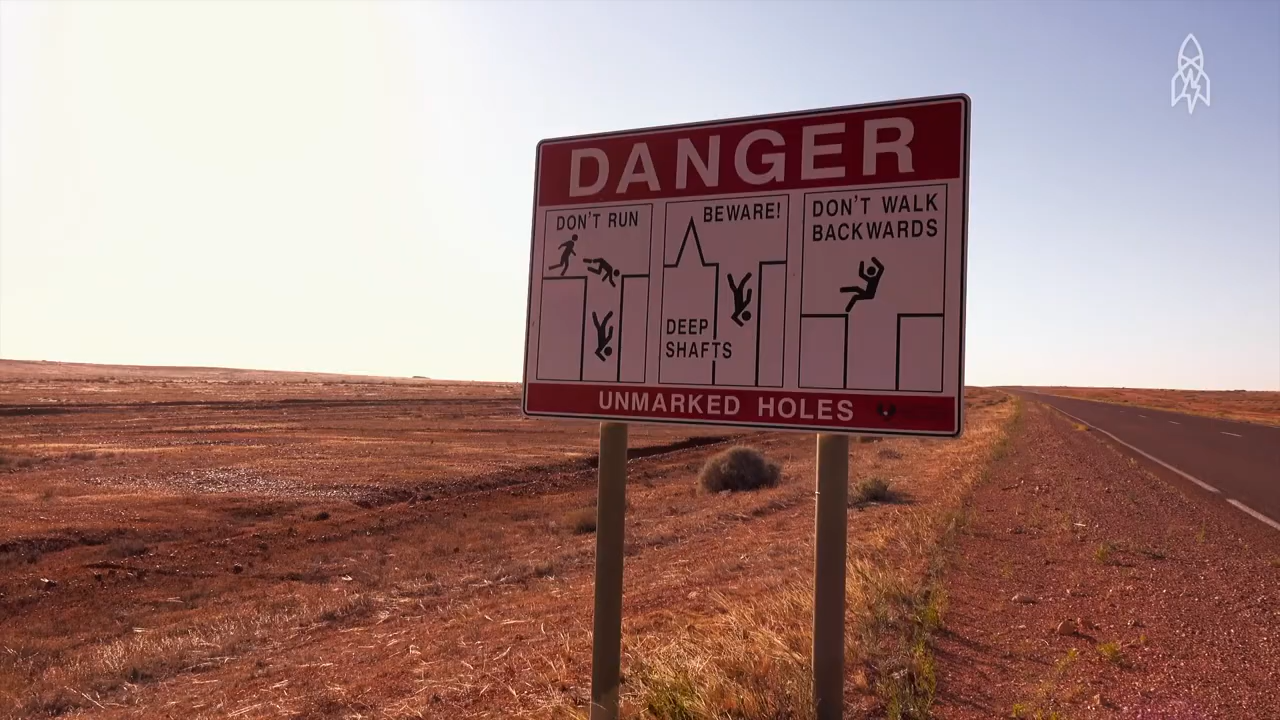 DANGER
DON'T RUN
BEWARE!
DEEP
SHAFTS
DON'T WALK
BACKWARDS
UNMARKED HOLES